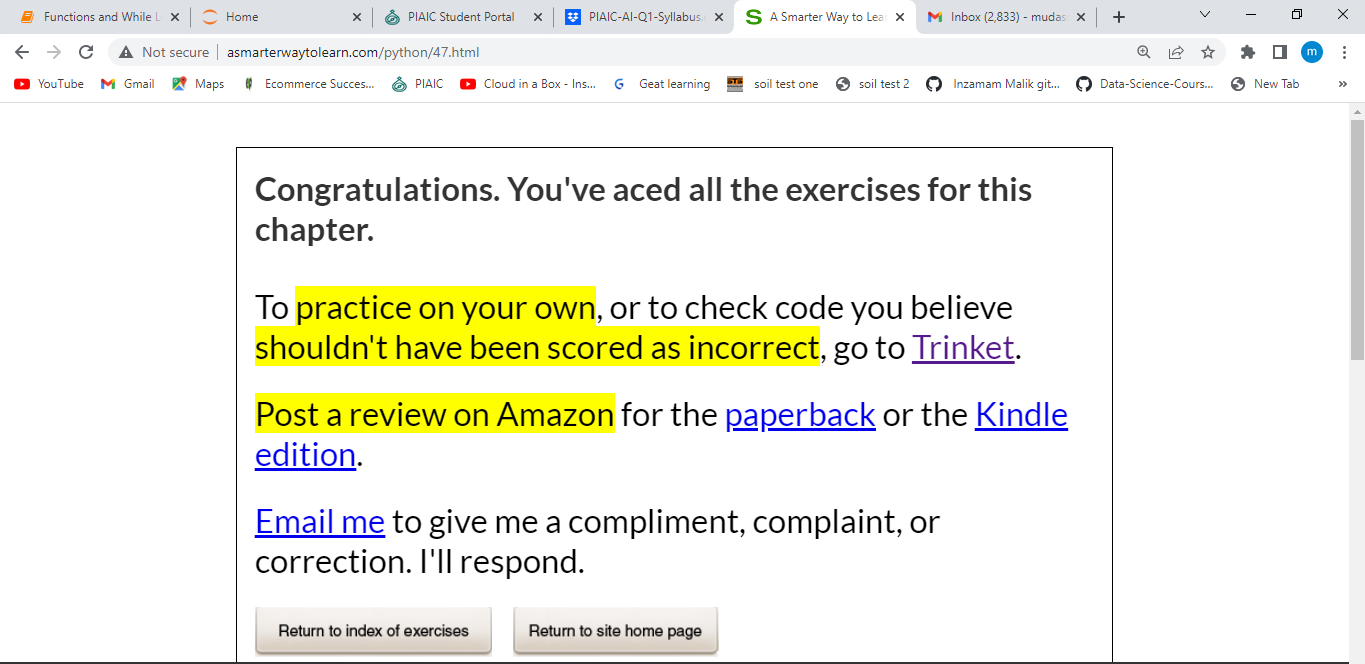 Functions and While L
Home
PIAIC Student Portal
PIAIC-AI-Q1-Syllabus.
A Smarter Way to Lea
Inbox (2,833) - mudas
Not secure
asmarterwaytolearn.com/python/47.html
m
YouTube
Gmail
Maps
Ecommerce Succes...
PIAIC
Cloud in a Box - Ins...
G
Geat learning
soil test one
soil test 2
Inzamam Malik git...
Data-Science-Cours...
New Tab
»
Congratulations. You've aced all the exercises for this
chapter.
To practice on your own, or to check code you believe
shouldn't have been scored as incorrect, go to Trinket.
Post a review on Amazon for the paperback or the Kindle
edition.
Email me to give me a compliment, complaint, or
correction. I'll respond.
Return to index of exercises
Return to site home page